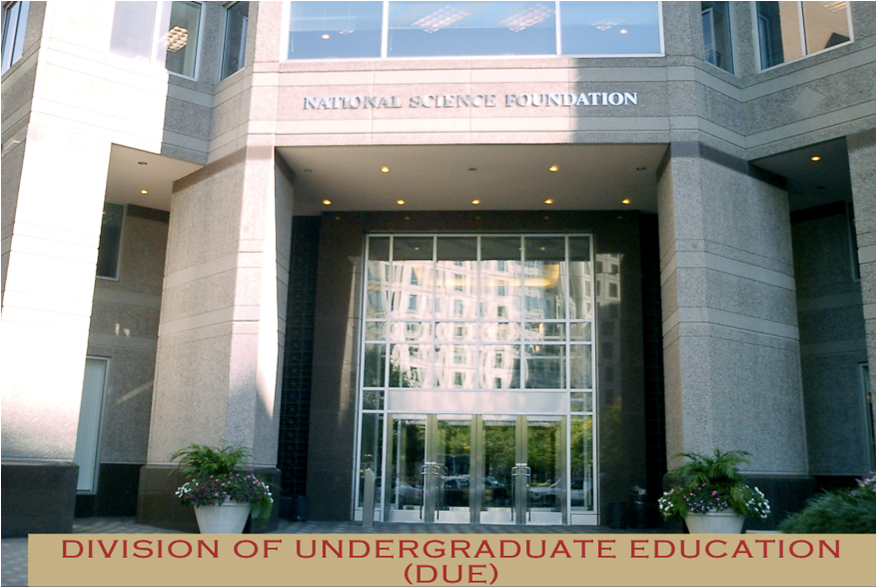 NATIONAL SCIENCE FOUNDATION
DIVISION OF UNDERGRADUATE EDUCATION
(DUE)